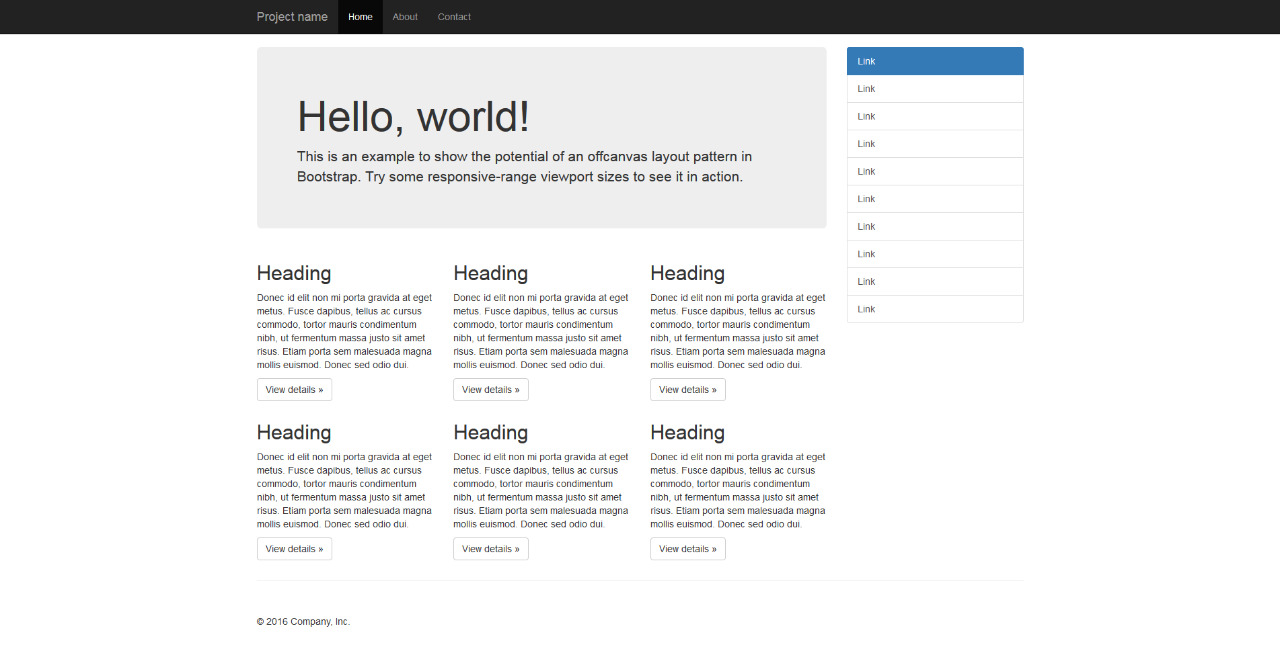 Project name Home About Contact
Hello, world!
This is an example to show the potential of an offcanvas layout pattern in
Bootstrap. Try some responsive-range viewport sizes to see it in action.
Heading
Donec id elit non mi porta gravida at eget
metus. Fusce dapibus, tellus ac cursus
commodo, tortor mauris condimentum
nibh, ut fermentum massa justo sit amet
risus. Etiam porta sem malesuada magna
mollis euismod. Donec sed odio dui.
View details »
Heading
Donec id elit non mi porta gravida at eget
metus. Fusce dapibus, tellus ac cursus
commodo, tortor mauris condimentum
nibh, ut fermentum massa justo sit amet
risus. Etiam porta sem malesuada magna
mollis euismod. Donec sed odio dui.
View details »
Heading
Donec id elit non mi porta gravida at eget
metus. Fusce dapibus, tellus ac cursus
commodo, tortor mauris condimentum
nibh, ut fermentum massa justo sit amet
risus. Etiam porta sem malesuada magna
mollis euismod. Donec sed odio dui.
View details »
Heading
Donec id elit non mi porta gravida at eget
metus. Fusce dapibus, tellus ac cursus
commodo, tortor mauris condimentum
nibh, ut fermentum massa justo sit amet
risus. Etiam porta sem malesuada magna
mollis euismod. Donec sed odio dui.
View details »
Heading
Donec id elit non mi porta gravida at eget
metus. Fusce dapibus, tellus ac cursus
commodo, tortor mauris condimentum
nibh, ut fermentum massa justo sit amet
risus. Etiam porta sem malesuada magna
mollis euismod. Donec sed odio dui.
View details »
Heading
Donec id elit non mi porta gravida at eget
metus. Fusce dapibus, tellus ac cursus
commodo, tortor mauris condimentum
nibh, ut fermentum massa justo sit amet
risus. Etiam porta sem malesuada magna
mollis euismod. Donec sed odio dui.
View details »
Link
Link
Link
Link
Link
Link
Link
Link
Link
Link
© 2016 Company, Inc.